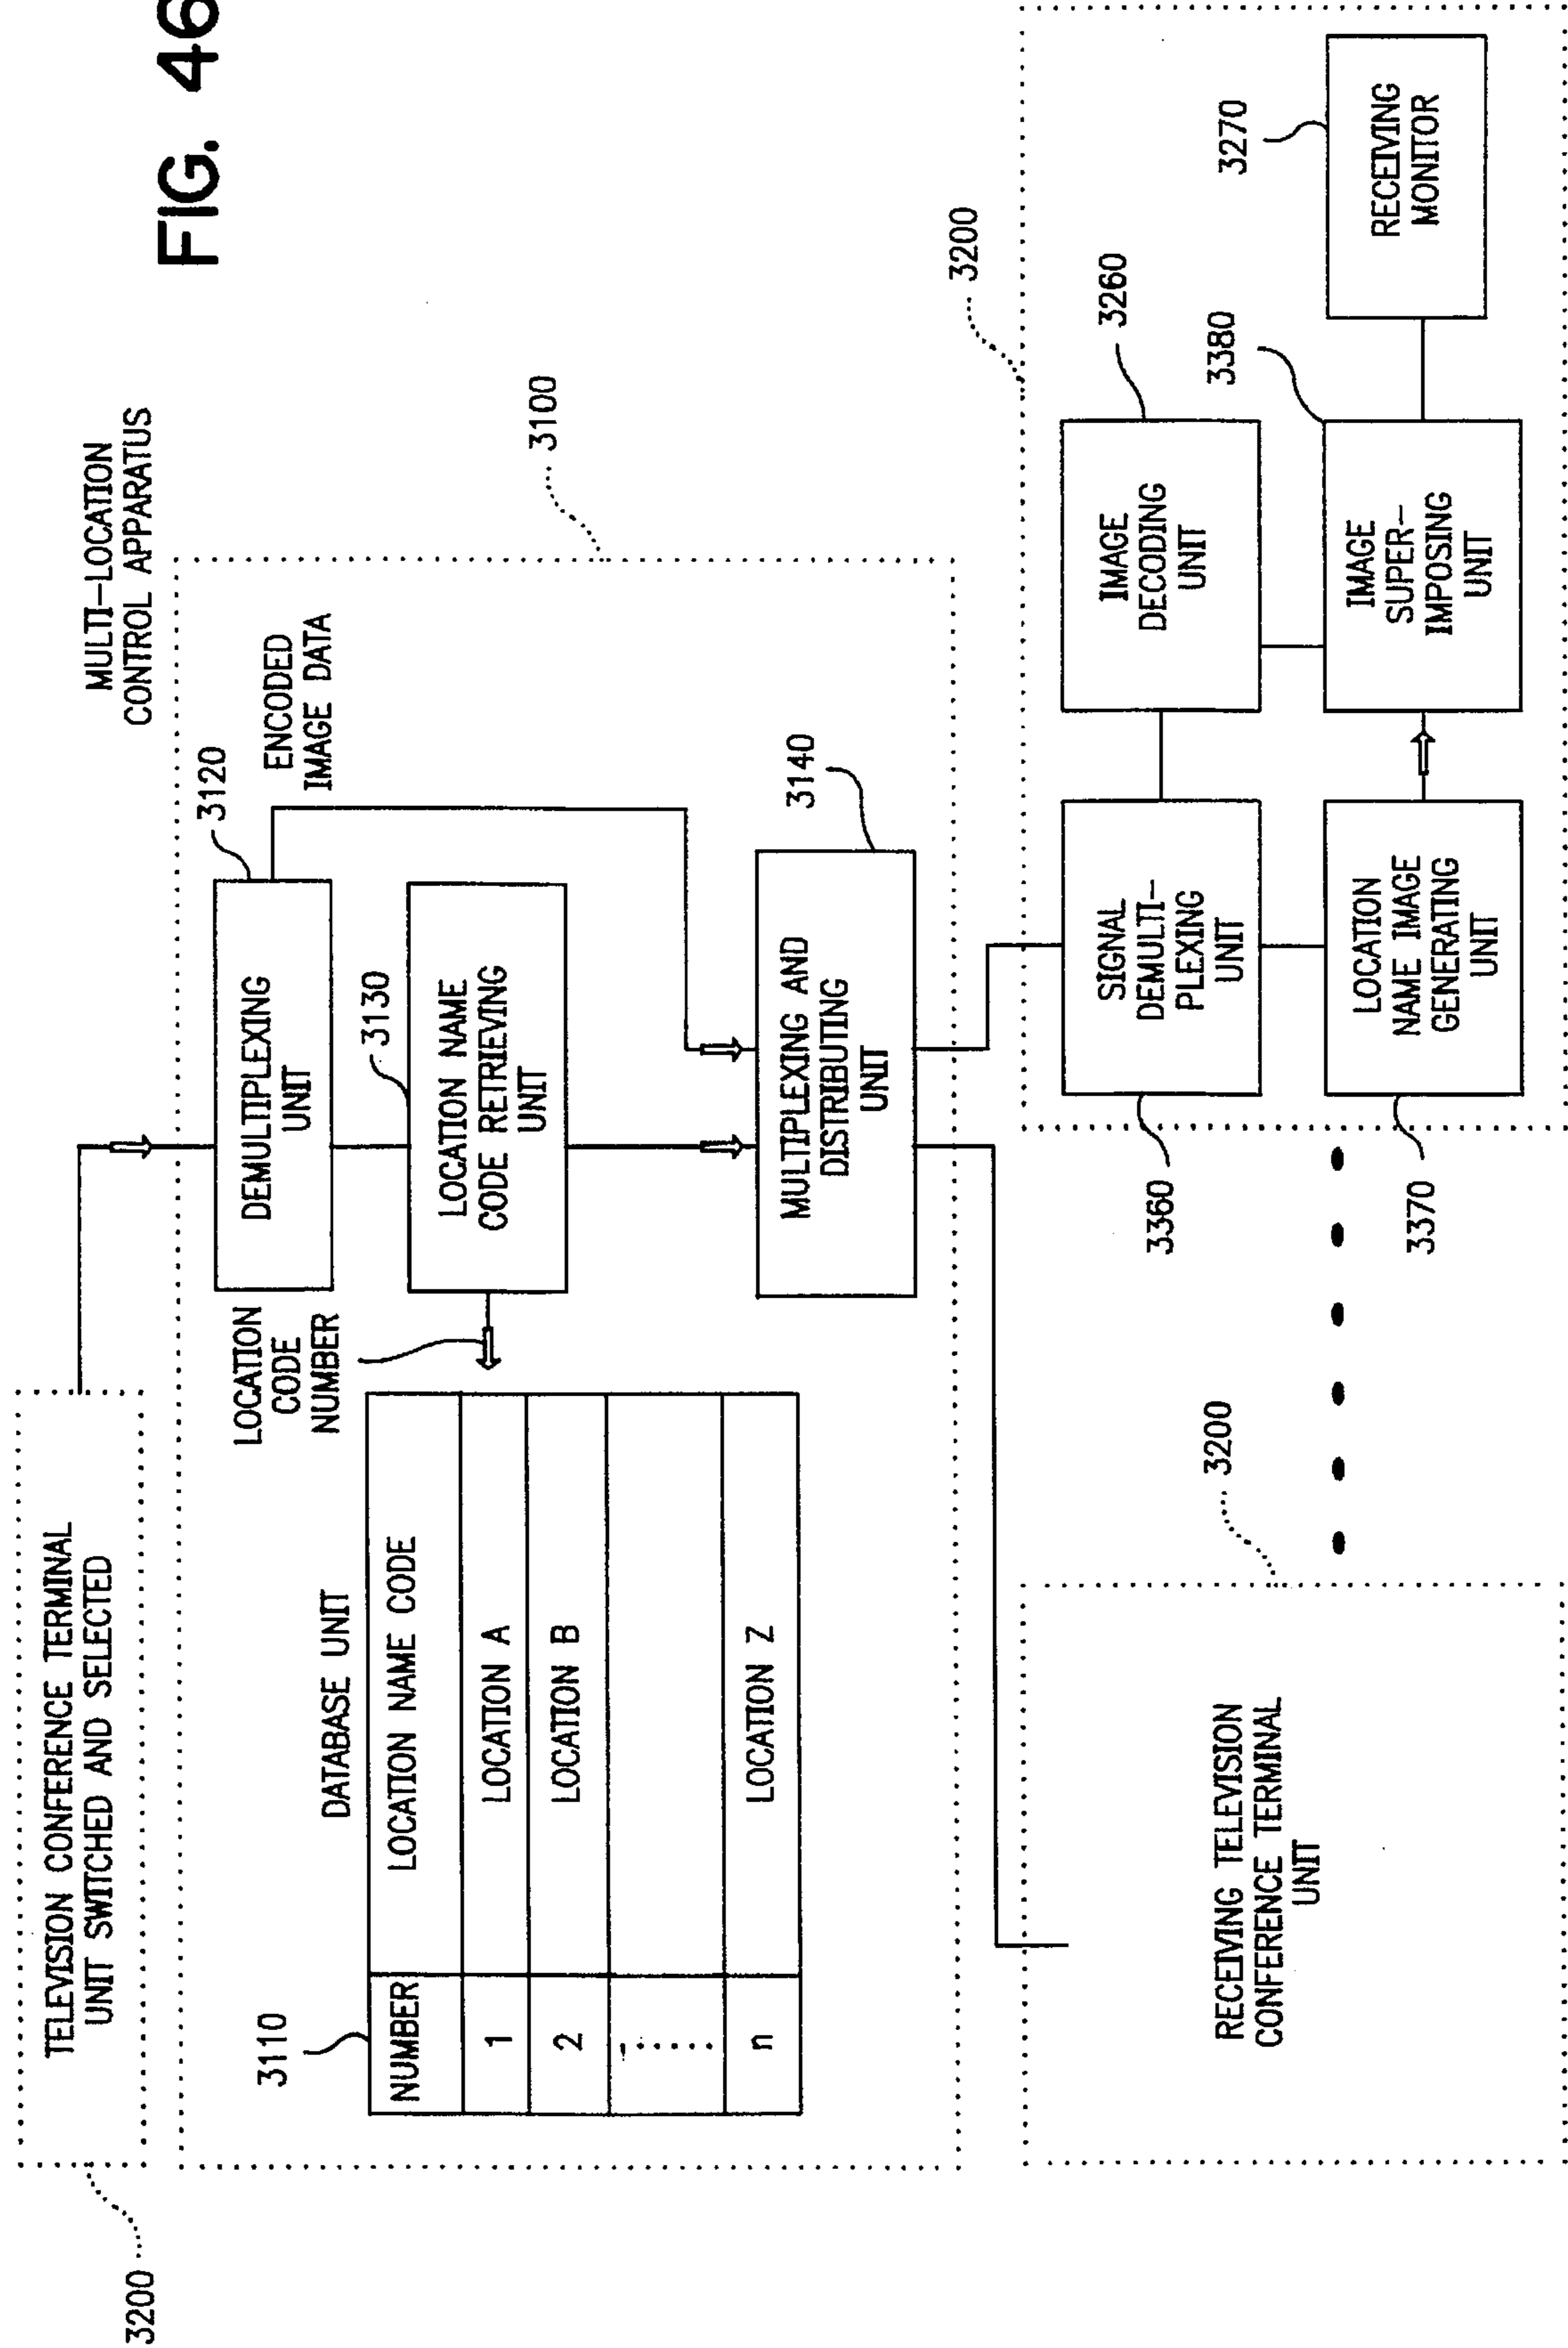 FIG. 46
3200
TELEVISION CONFERENCE TERMINAL
UNIT SWITCHED AND SELECTED
MULTI-LOCATION
CONTROL APPARATUS
3100
3120
DEMULTIPLEXING
UNIT
ENCODED
IMAGE DATA
LOCATION
CODE
NUMBER
3130
LOCATION NAME
CODE RETRIEVING
UNIT
3110
DATABASE UNIT
NUMBER LOCATION NAME CODE
1 LOCATION A
2 LOCATION B
n LOCATION Z
3140
MULTIPLEXING AND
DISTRIBUTING
UNIT
3200
RECEIVING TELEVISION
CONFERENCE TERMINAL
UNIT
3200
3360
SIGNAL
DEMULTI-
PLEXING
UNIT
3260
IMAGE
DECODING
UNIT
3370
LOCATION
NAME IMAGE
GENERATING
UNIT
3380
IMAGE
SUPER-
IMPOSING
UNIT
3270
RECEIVING
MONITOR